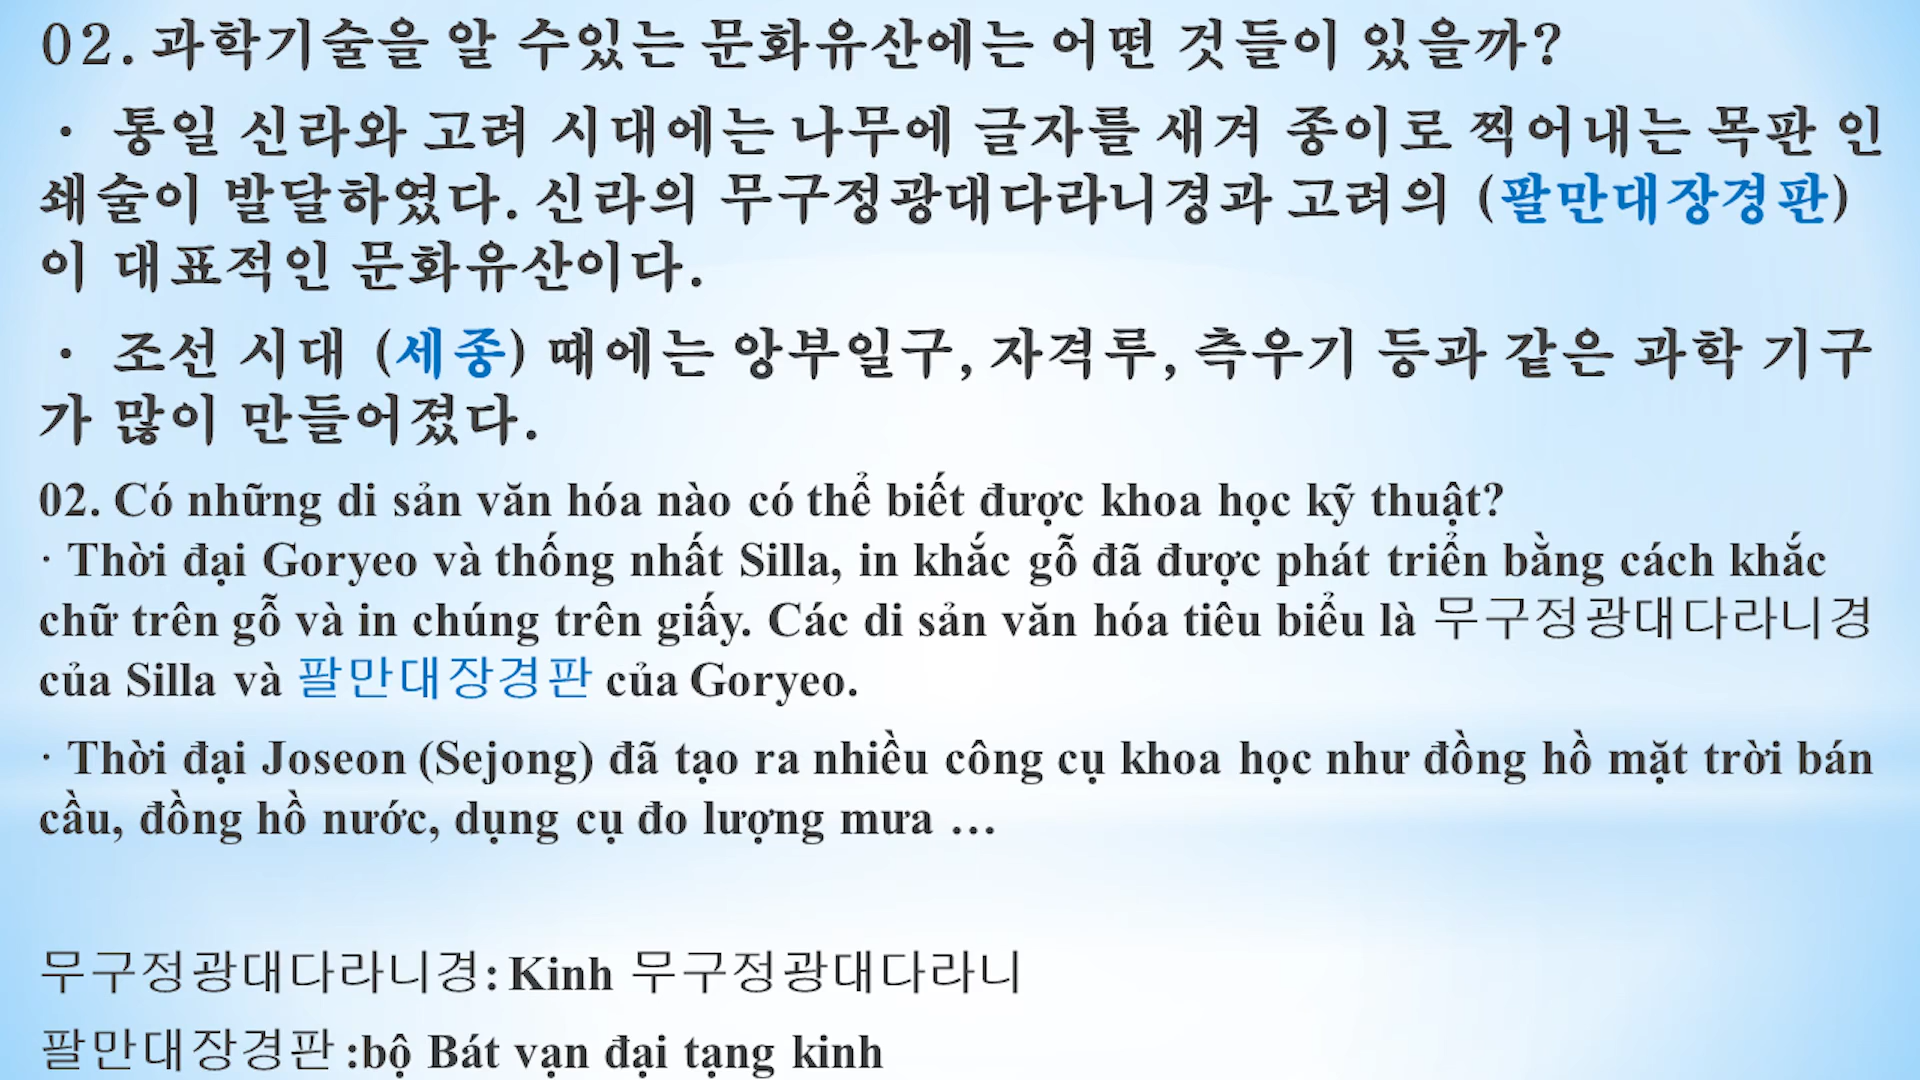 02. 과학기술을 알 수있는 문화유산에는 어떤 것들이 있을까?
· 통일 신라와 고려 시대에는 나무에 글자를 새겨 종이로 찍어내는 목판 인
쇄술이 발달하였다. 신라의 무구정광대다라니경과 고려의 (팔만대장경판)
이 대표적인 문화유산이다.
· 조선 시대 (세종) 때에는 앙부일구, 자격루, 측우기 등과 같은 과학 기구
가 많이 만들어졌다.
02. Có những di sản văn hóa nào có thể biết được khoa học kỹ thuật?
· Thời đại Goryeo và thống nhất Silla, in khắc gỗ đã được phát triển bằng cách khắc
chữ trên gỗ và in chúng trên giấy. Các di sản văn hóa tiêu biểu là 무구정광대다라니경
của Silla và 팔만대장경판 của Goryeo.
· Thời đại Joseon (Sejong) đã tạo ra nhiều công cụ khoa học như đồng hồ mặt trời bán
cầu, đồng hồ nước, dụng cụ đo lượng mưa …
무구정광대다라니경: Kinh 무구정광대다라니
팔만대장경판 :bộ Bát vạn đại tạng kinh